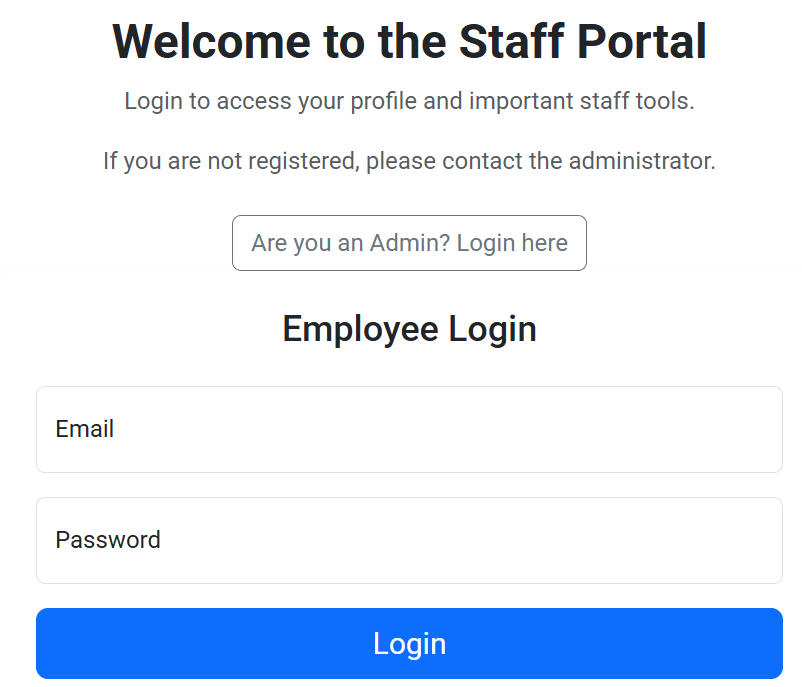 Welcome to the Staff Portal
Login to access your profile and important staff tools.
If you are not registered, please contact the administrator.
Are you an Admin? Login here
Employee Login
Email
Password
Login